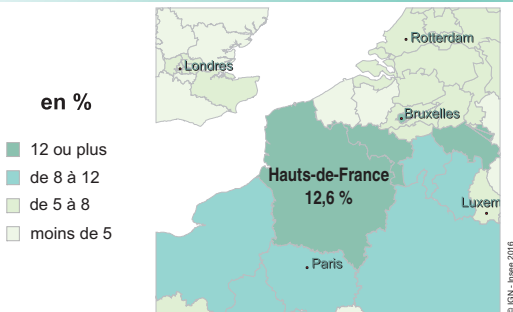 en %
12 ou plus
de 8 à 12
de 5 à 8
moins de 5
Londres
Rotterdam
Bruxelles
Hauts-de-France
12,6 %
Luxem
Paris
© IGN - Insee 2016